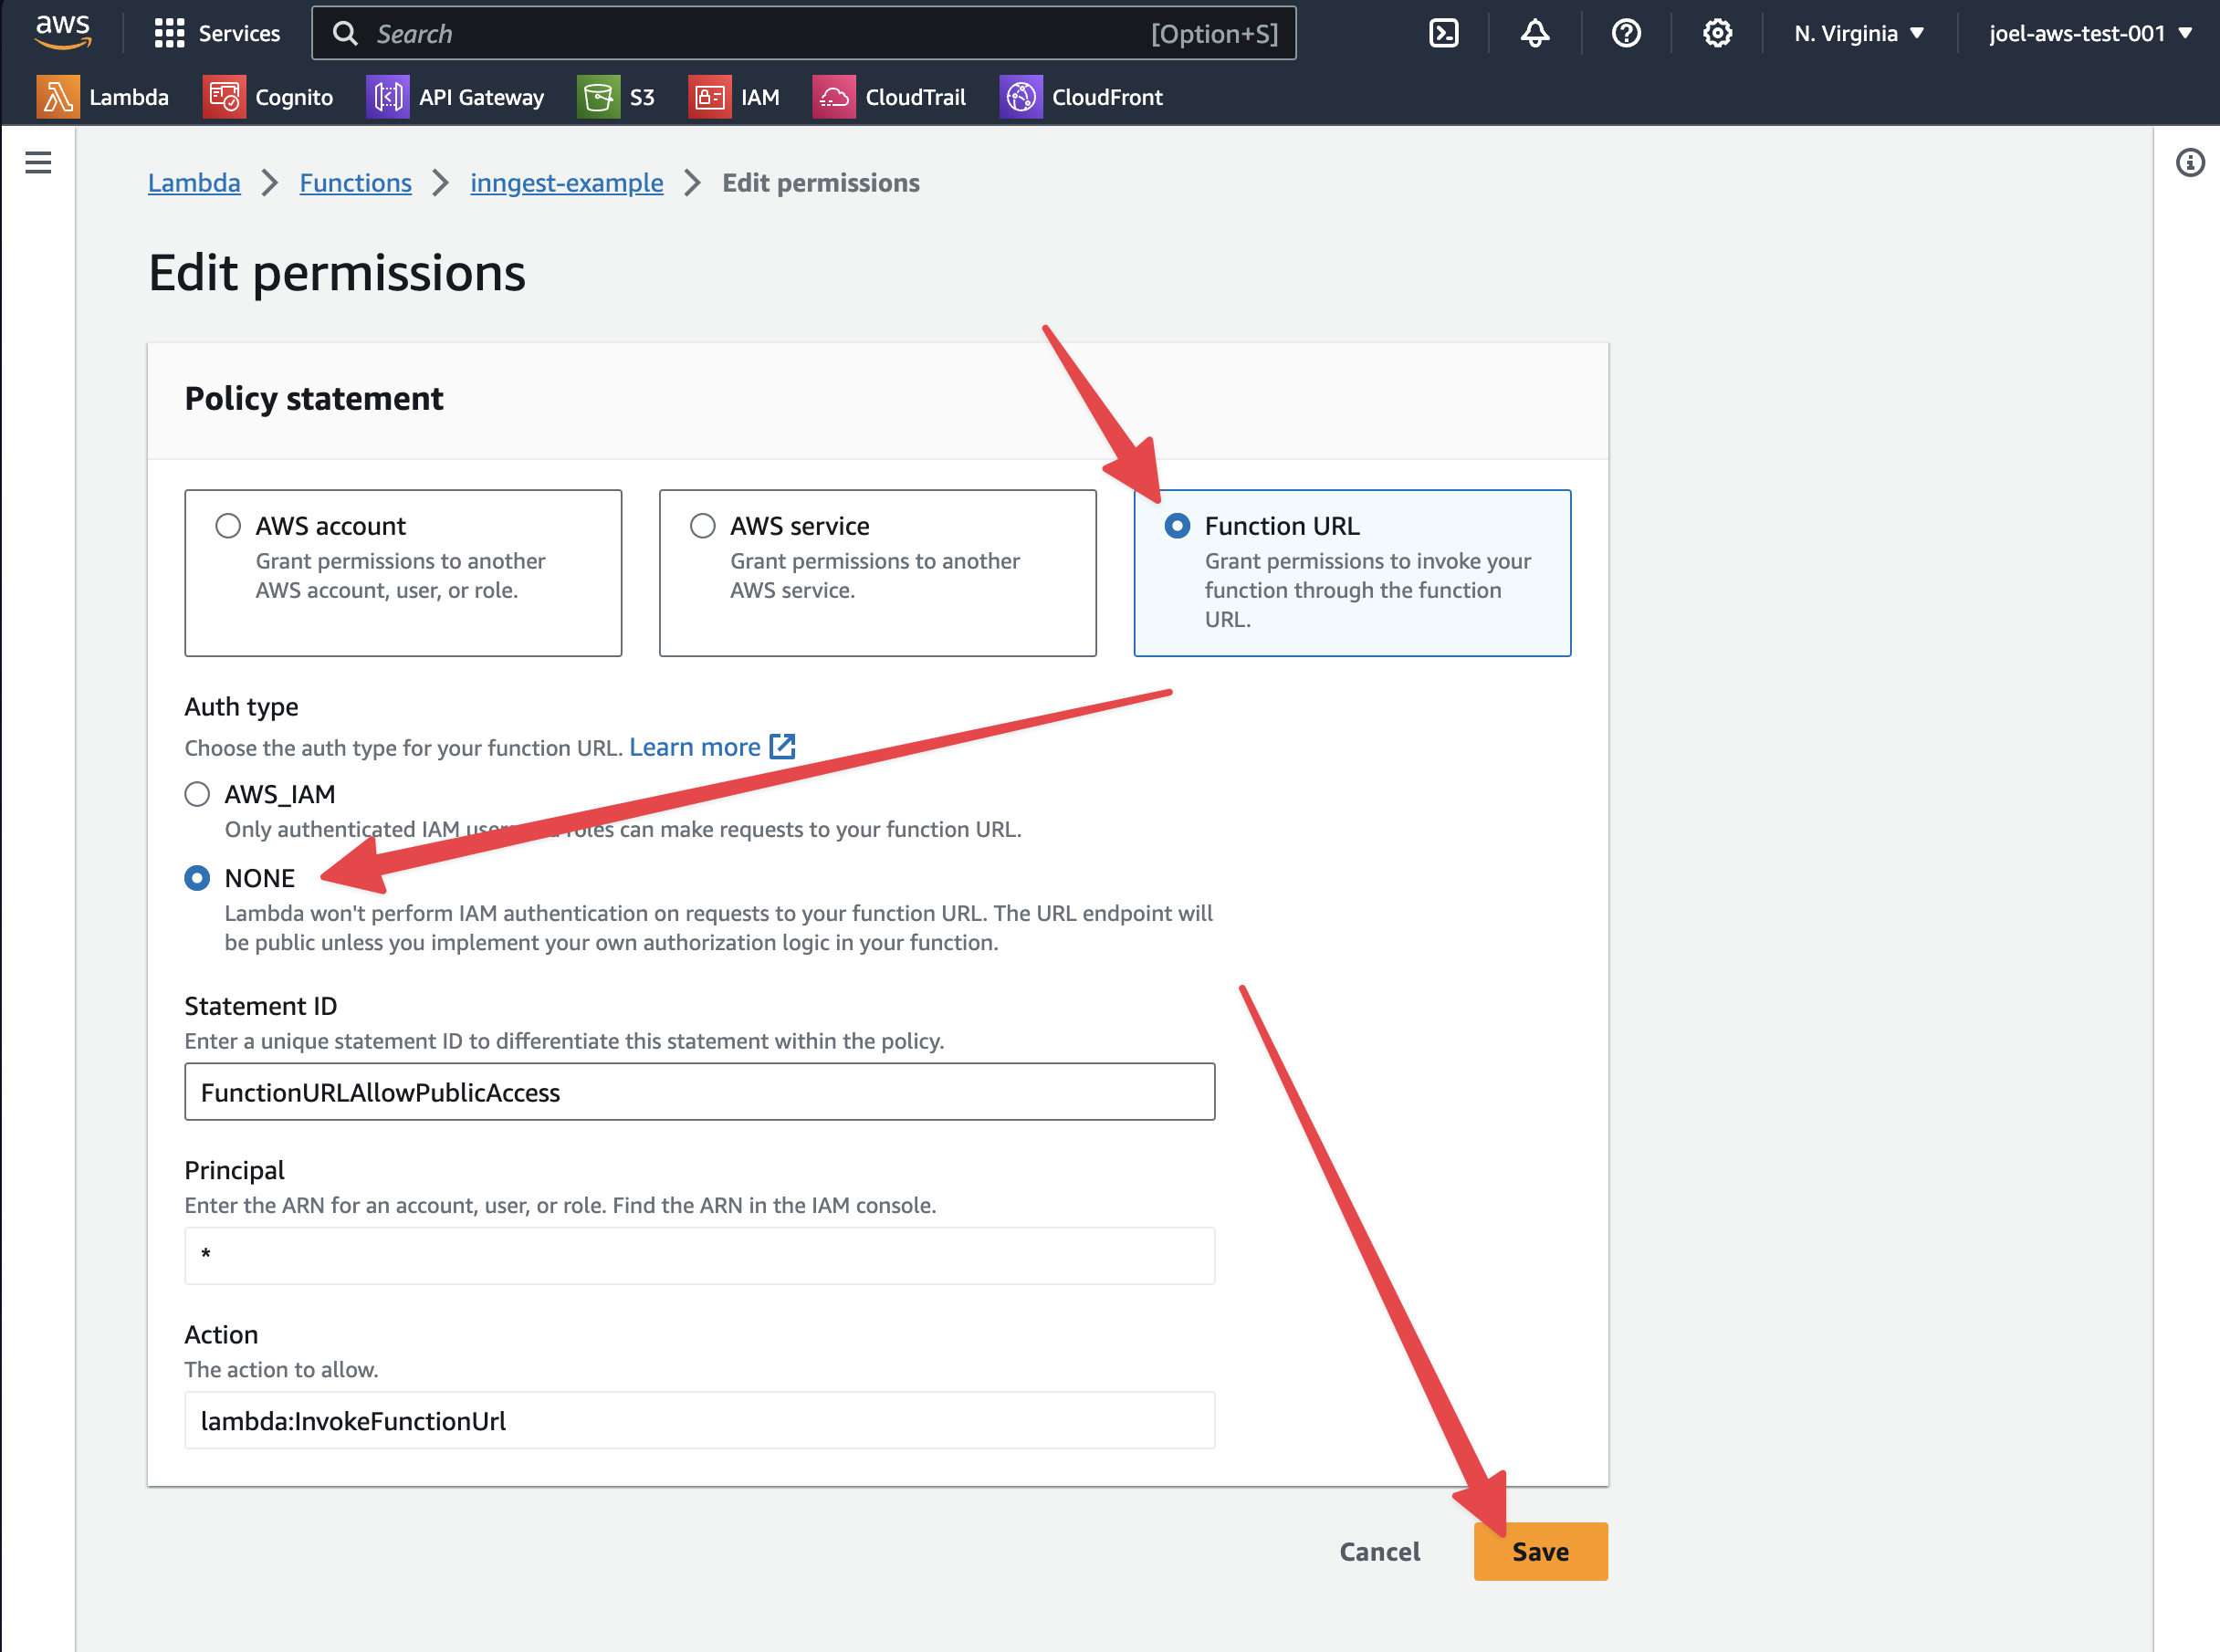 aws
Services
Search
[Option+S]
N. Virginia
joel-aws-test-001
Lambda
Cognito
API Gateway
S3
IAM
CloudTrail
CloudFront
Lambda
Functions
inngest-example
Edit permissions
Edit permissions
Policy statement
AWS account
Grant permissions to another
AWS account, user, or role.
AWS service
Grant permissions to another
AWS service.
Function URL
Grant permissions to invoke your
function through the function
URL.
Auth type
Choose the auth type for your function URL. Learn more
AWS_IAM
Only authenticated IAM users roles can make requests to your function URL.
NONE
Lambda won't perform IAM authentication on requests to your function URL. The URL endpoint will
be public unless you implement your own authorization logic in your function.
Statement ID
Enter a unique statement ID to differentiate this statement within the policy.
FunctionURLAllowPublicAccess
Principal
Enter the ARN for an account, user, or role. Find the ARN in the IAM console.
*
Action
The action to allow.
lambda:InvokeFunctionUrl
Cancel
Save